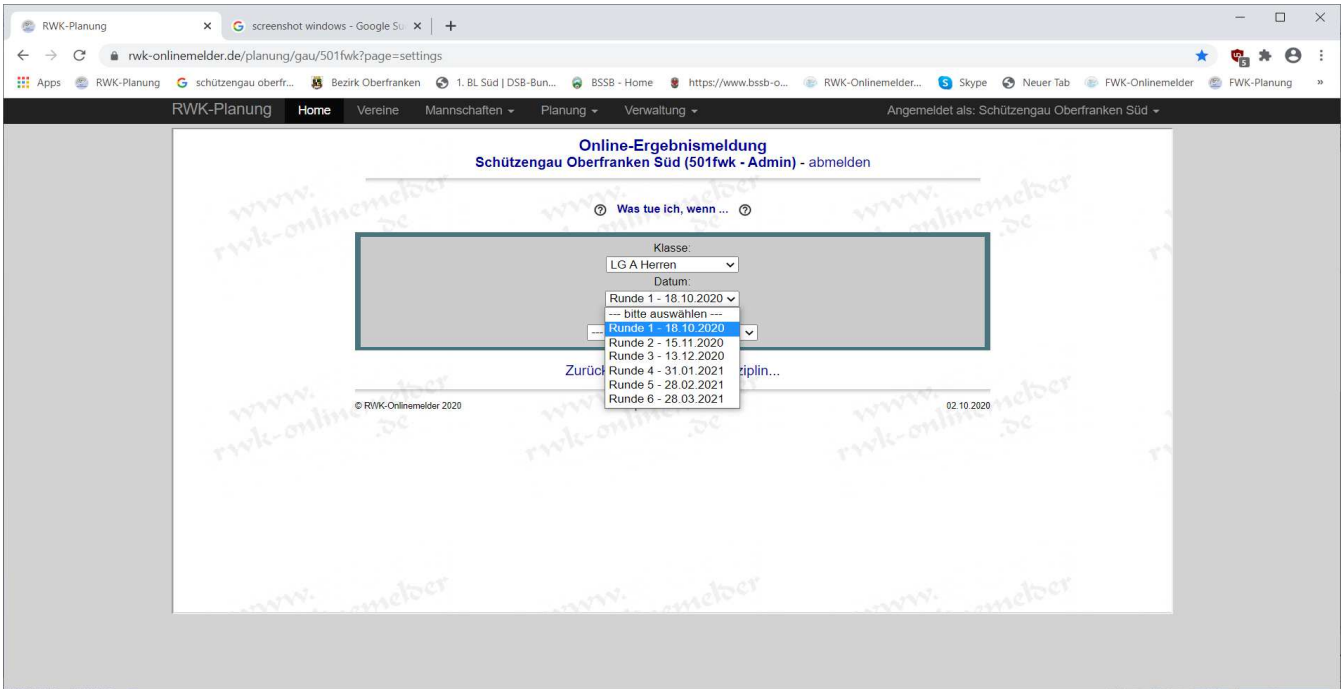 RWK-Planung
screenshot windows - Google Su
rwk-onlinemelder.de/planung/gau/501fwk?page=settings
Apps RWK-Planung schützengau oberfr... Bezirk Oberfranken 1. BL Süd | DSB-Bun... BSSB - Home https://www.bssb-o... RWK-Onlinemelder... Skype Neuer Tab FWK-Onlinemelder FWK-Planung »
RWK-Planung Home Vereine Mannschaften Planung Verwaltung Angemeldet als: Schützengau Oberfranken Süd
Online-Ergebnismeldung
Schützengau Oberfranken Süd (501fwk - Admin) - abmelden
Was tue ich, wenn ...
Klasse:
LG A Herren
Datum:
Runde 1 - 18.10.2020
--- bitte auswählen ---
Runde 1 - 18.10.2020
Runde 2 - 15.11.2020
Runde 3 - 13.12.2020
Runde 4 - 31.01.2021
Runde 5 - 28.02.2021
Runde 6 - 28.03.2021
© RWK-Onlinemelder 2020
02.10.2020
www.
rwk-onlinemelder
.de